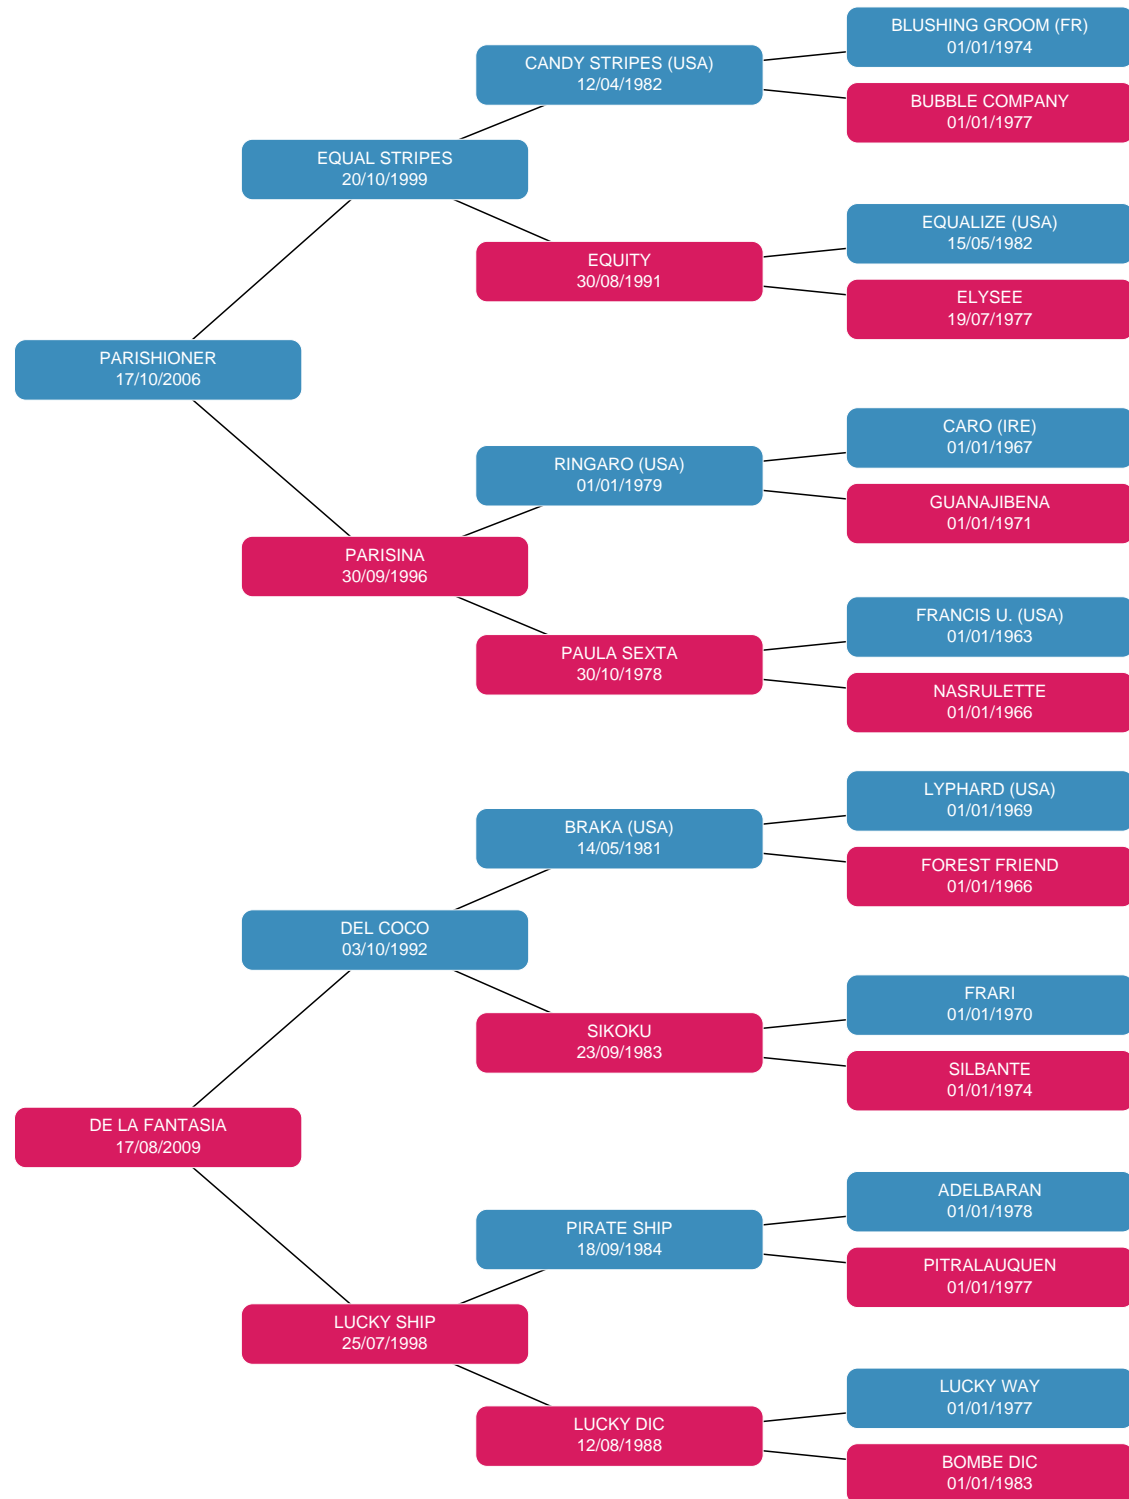 BLUSHING GROOM (FR)
01/01/1974
CANDY STRIPES (USA)
12/04/1982
BUBBLE COMPANY
01/01/1977
EQUAL STRIPES
20/10/1999
EQUALIZE (USA)
15/05/1982
EQUITY
30/08/1991
ELYSEE
19/07/1977
PARISHIONER
17/10/2006
CARO (IRE)
01/01/1967
RINGARO (USA)
01/01/1979
GUANAJIBENA
01/01/1971
PARISINA
30/09/1996
FRANCIS U. (USA)
01/01/1963
PAULA SEXTA
30/10/1978
NASRULETTE
01/01/1966
LYPHARD (USA)
01/01/1969
BRAKA (USA)
14/05/1981
FOREST FRIEND
01/01/1966
DEL COCO
03/10/1992
FRARI
01/01/1970
SIKOKU
23/09/1983
SILBANTE
01/01/1974
DE LA FANTASIA
17/08/2009
ADELBARAN
01/01/1978
PIRATE SHIP
18/09/1984
PITRALAUQUEN
01/01/1977
LUCKY SHIP
25/07/1998
LUCKY WAY
01/01/1977
LUCKY DIC
12/08/1988
BOMBE DIC
01/01/1983